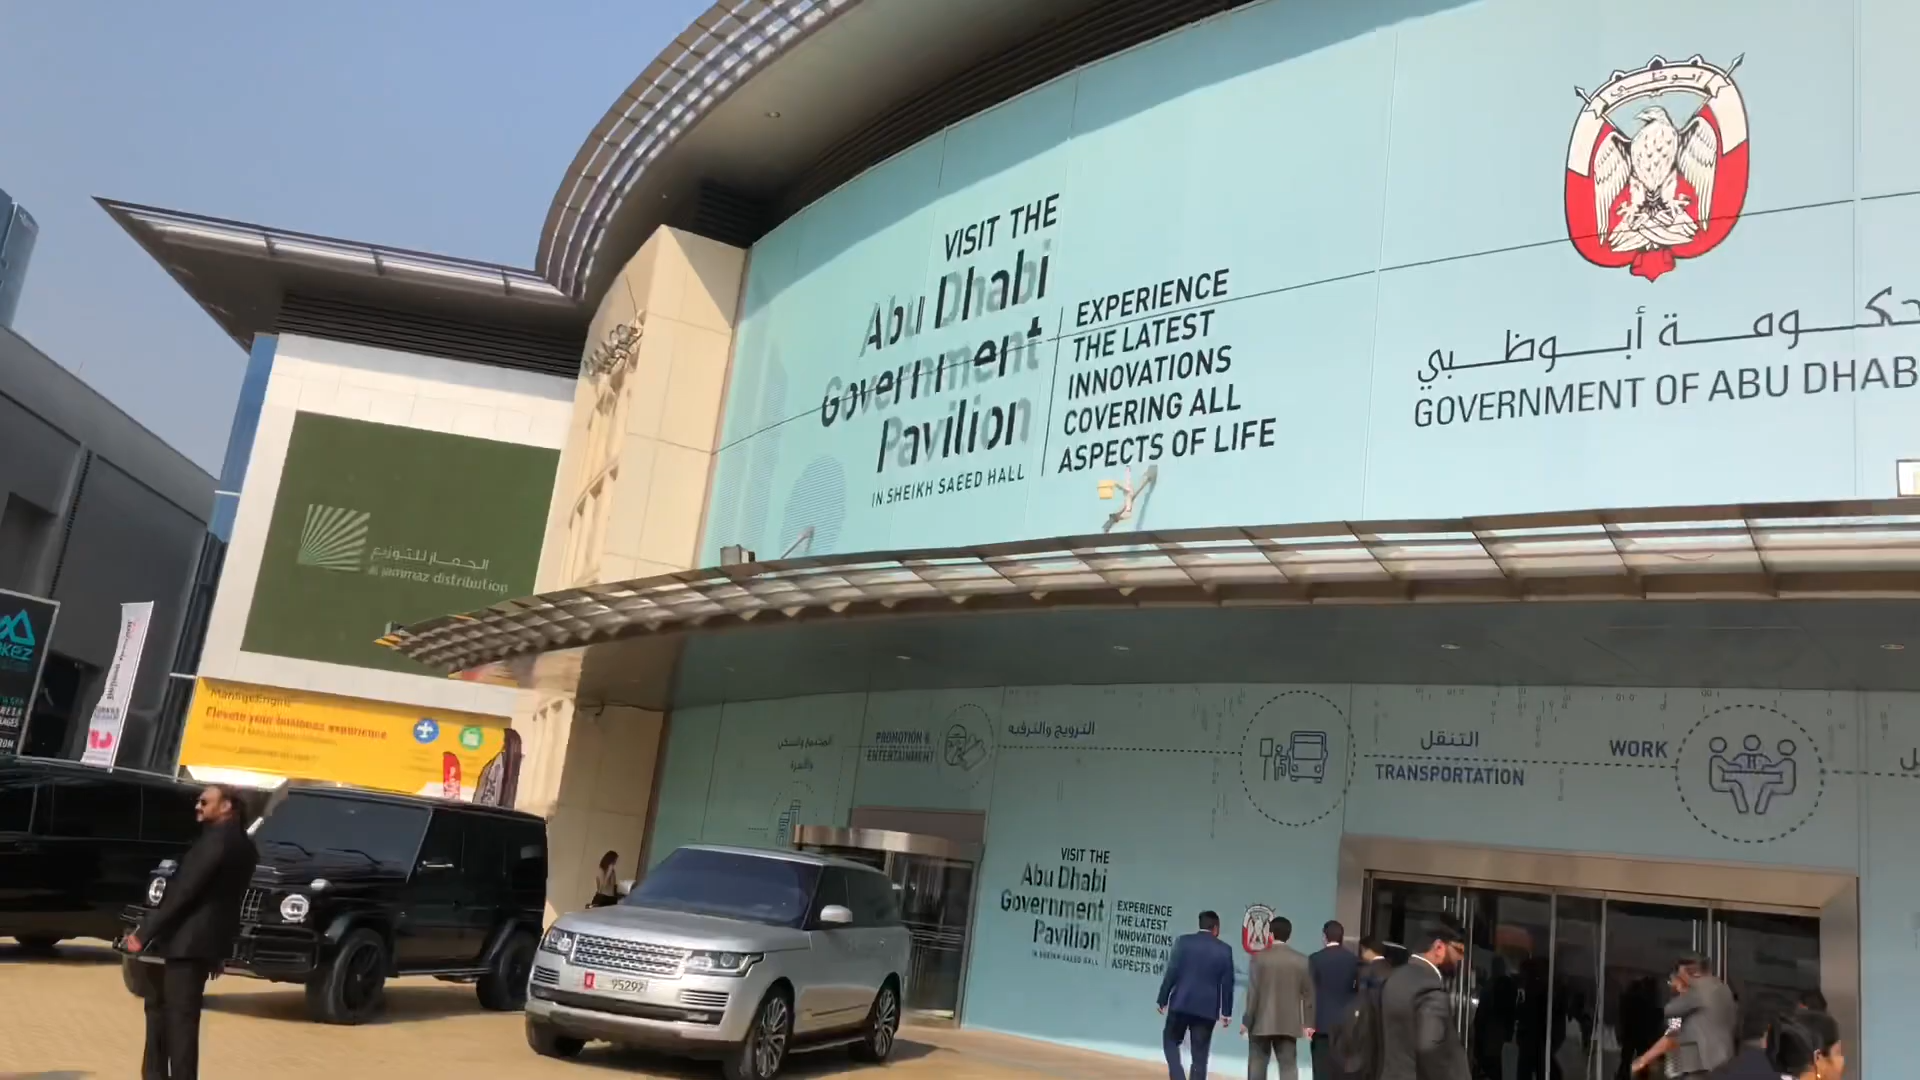 VISIT THE
Abu Dhabi
Government
Pavilion
IN SHEIKH SAEED HALL
EXPERIENCE
THE LATEST
INNOVATIONS
COVERING ALL
ASPECTS OF LIFE
أبوظبي
حكومة أبوظبي
GOVERNMENT OF ABU DHAB
الجماز للتوزيع
al jammaz distribution
ManageEngine
Elevate your business experience
PROMOTION &
ENTERTAINMENT
الترويج والترفيه
التنقل
TRANSPORTATION
WORK
VISIT THE
Abu Dhabi
Government
Pavilion
IN SHEIKH SAEED HALL
EXPERIENCE
THE LATEST
INNOVATIONS
COVERING AL
ASPECTS OF
95292